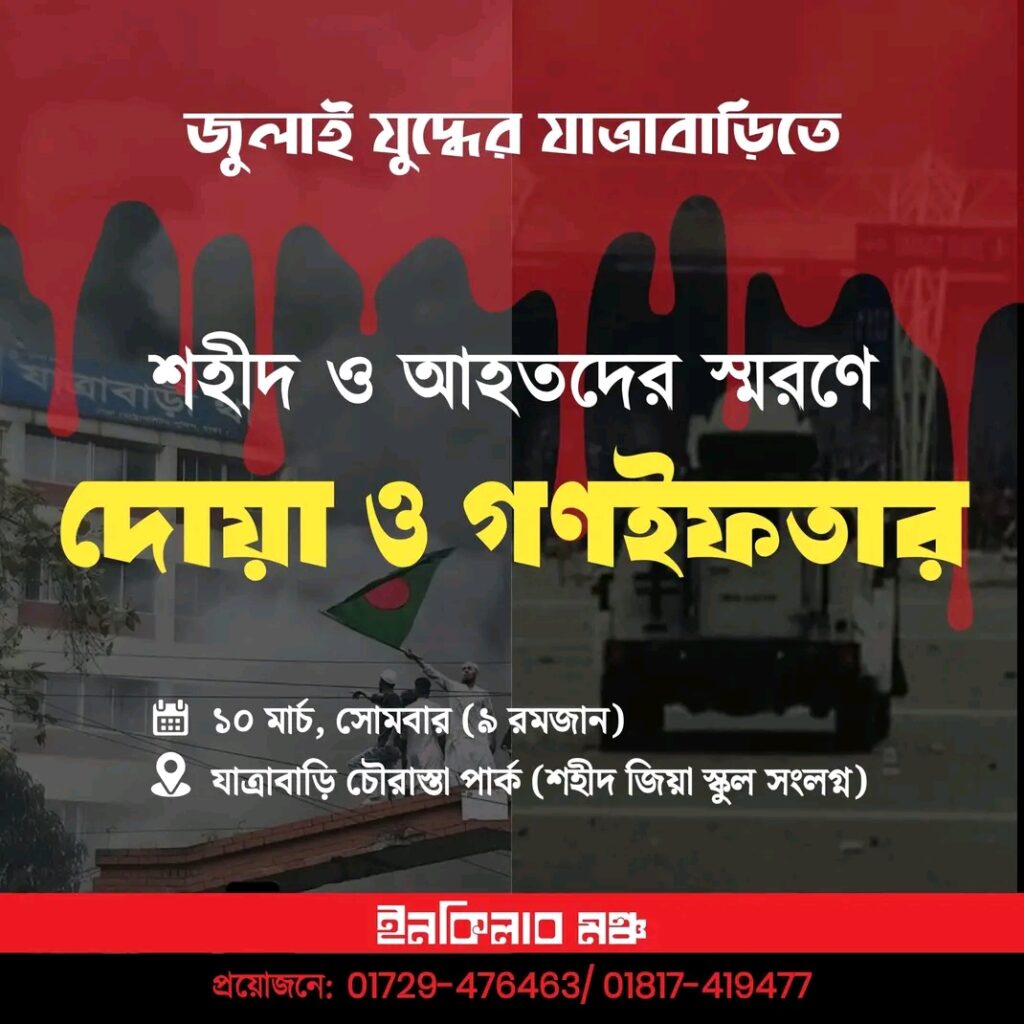 জুলাই যুদ্ধের যাত্রাবাড়িতে
শহীদ ও আহতদের স্মরণে
যাত্রাবাড়ী
দোয়া ও গণইফতার
১০ মার্চ, সোমবার (৯ রমজান)
যাত্রাবাড়ি চৌরাস্তা পার্ক (শহীদ জিয়া স্কুল সংলগ্ন)
ইনকিলাব মঞ্চ
প্রয়োজনে: 01729-476463/ 01817-419477